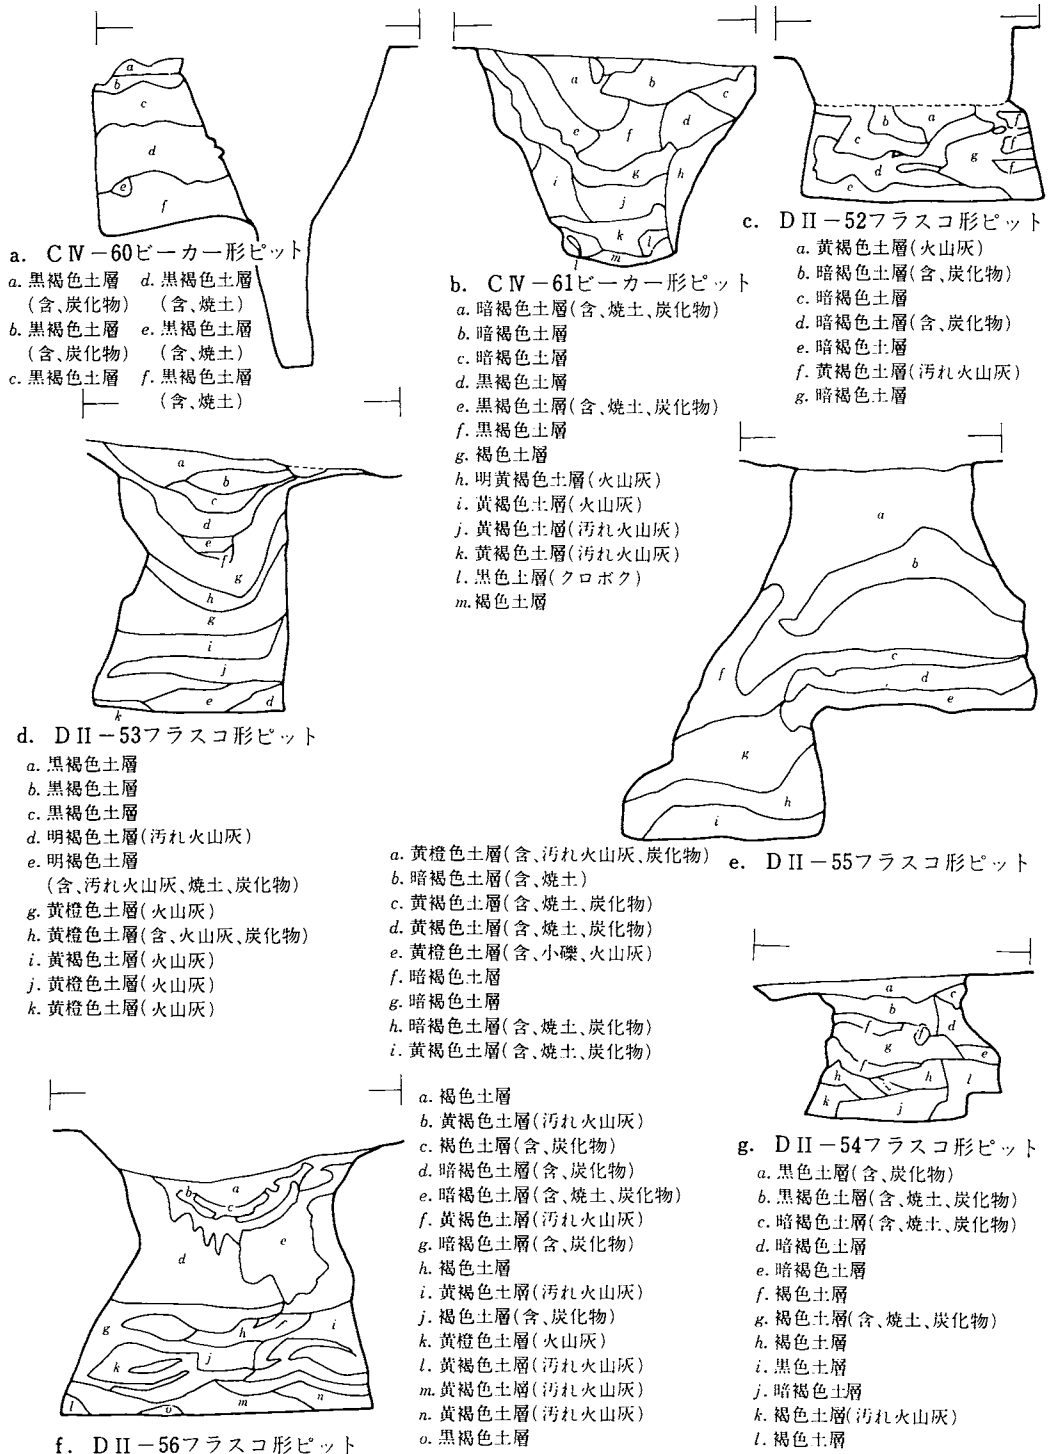 a. CⅣ－60ビーカー形ピット
a. 黒褐色土層 d. 黒褐色土層
(含、炭化物) (含、焼土)
b. 黒褐色土層 e. 黒褐色土層
(含、炭化物) (含、焼土)
c. 黒褐色土層 f. 黒褐色土層
(含、焼土)
b. CⅣ－61ビーカー形ピット
a. 暗褐色土層(含、焼土、炭化物)
b. 暗褐色土層
c. 暗褐色土層
d. 黒褐色土層
e. 黒褐色土層(含、焼土、炭化物)
f. 黒褐色土層
g. 褐色土層
h. 明黄褐色土層(火山灰)
i. 黄褐色土層(火山灰)
j. 黄褐色土層(汚れ火山灰)
k. 黄褐色土層(汚れ火山灰)
l. 黒色土層(クロボク)
m. 褐色土層
c. DⅡ－52フラスコ形ピット
a. 黄褐色土層(火山灰)
b. 暗褐色土層(含、炭化物)
c. 暗褐色土層
d. 暗褐色土層(含、炭化物)
e. 暗褐色土層
f. 黄褐色土層(汚れ火山灰)
g. 暗褐色土層
d. DⅡ－53フラスコ形ピット
a. 黒褐色土層
b. 黒褐色土層
c. 黒褐色土層
d. 明褐色土層(汚れ火山灰)
e. 明褐色土層
(含、汚れ火山灰、焼土、炭化物)
g. 黄橙色土層(火山灰)
h. 黄橙色土層(含、火山灰、炭化物)
i. 黄褐色土層(火山灰)
j. 黄橙色土層(火山灰)
k. 黄橙色土層(火山灰)
e. DⅡ－55フラスコ形ピット
a. 黄橙色土層(含、汚れ火山灰、炭化物)
b. 暗褐色土層(含、焼土)
c. 黄褐色土層(含、焼土、炭化物)
d. 黄褐色土層(含、焼土、炭化物)
e. 黄橙色土層(含、小礫、火山灰)
f. 暗褐色土層
g. 暗褐色土層
h. 暗褐色土層(含、焼土、炭化物)
i. 黄褐色土層(含、焼土、炭化物)
f. DⅡ－56フラスコ形ピット
a. 褐色土層
b. 黄褐色土層(汚れ火山灰)
c. 褐色土層(含、炭化物)
d. 暗褐色土層(含、炭化物)
e. 暗褐色土層(含、焼土、炭化物)
f. 黄褐色土層(汚れ火山灰)
g. 暗褐色土層(含、炭化物)
h. 褐色土層
i. 黄褐色土層(汚れ火山灰)
j. 褐色土層(含、炭化物)
k. 黄橙色土層(火山灰)
l. 黄褐色土層(汚れ火山灰)
m. 黄褐色土層(汚れ火山灰)
n. 黄褐色土層(汚れ火山灰)
o. 黒褐色土層
g. DⅡ－54フラスコ形ピット
a. 黒色土層(含、炭化物)
b. 黒褐色土層(含、焼土、炭化物)
c. 暗褐色土層(含、焼土、炭化物)
d. 暗褐色土層
e. 暗褐色土層
f. 褐色土層
g. 褐色土層(含、焼土、炭化物)
h. 褐色土層
i. 黒色土層
j. 暗褐色土層
k. 褐色土層(汚れ火山灰)
l. 褐色土層